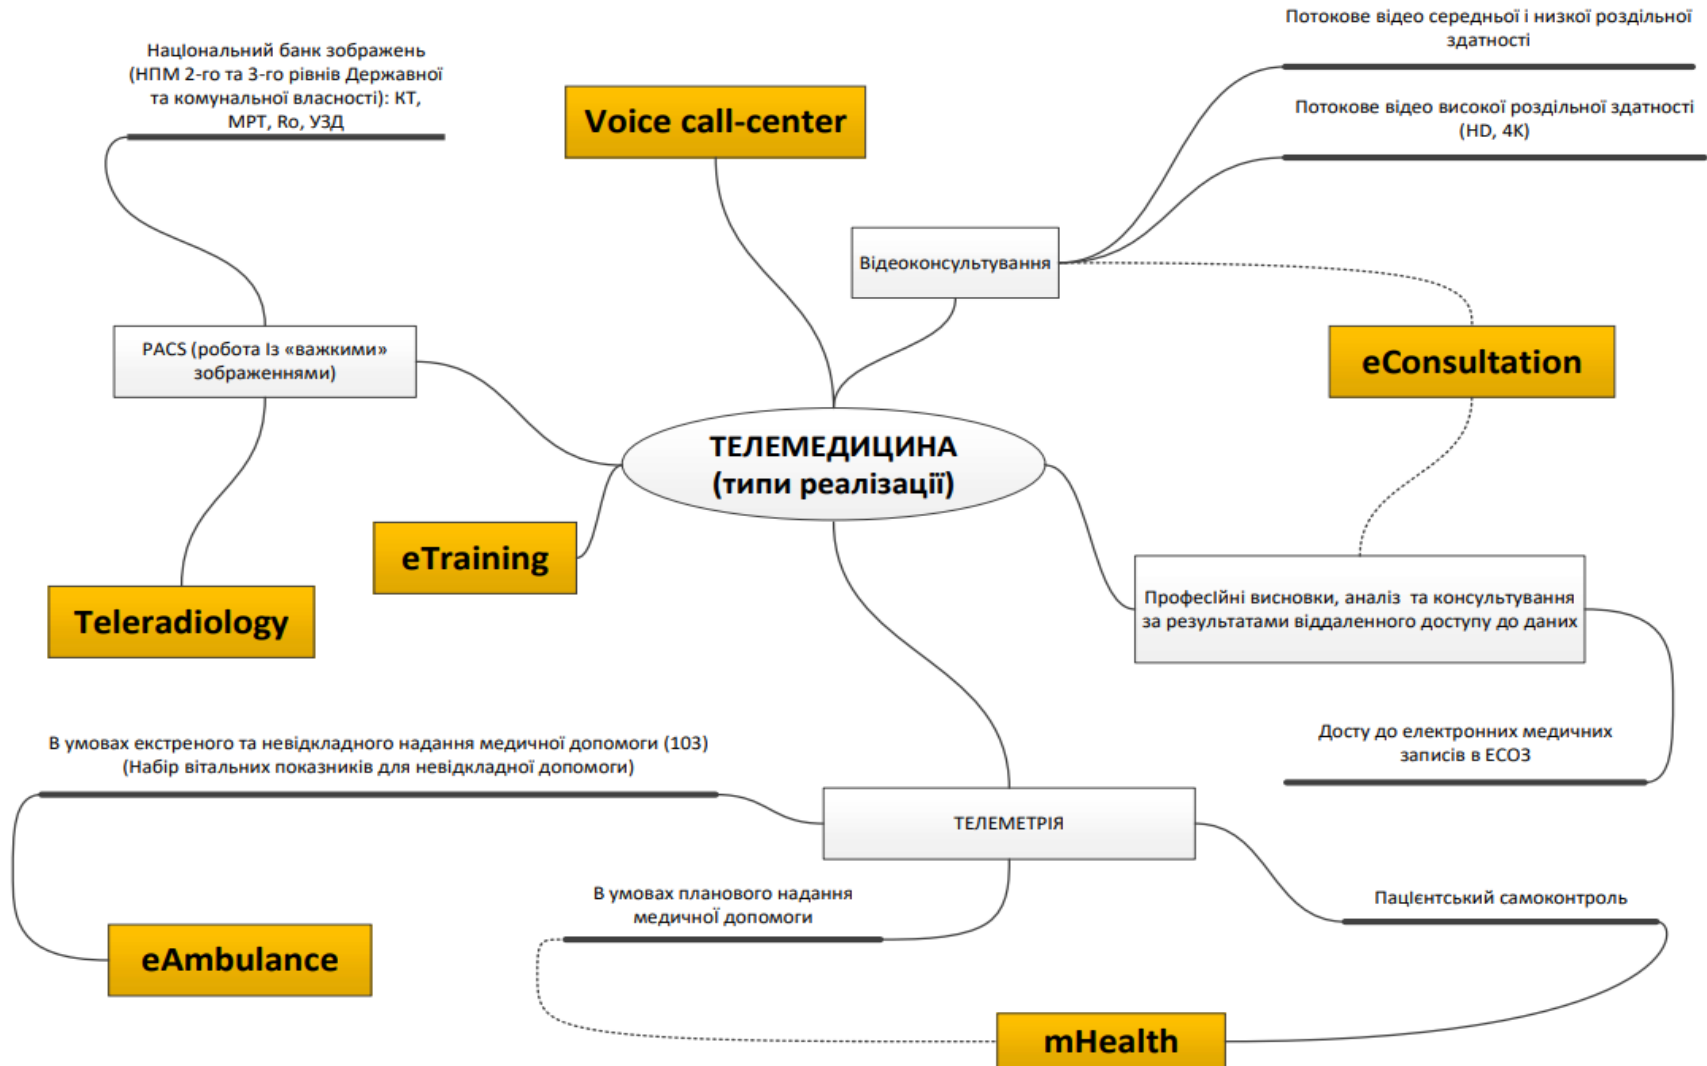 Потокове відео середньої і низкої роздільної
здатності
НацІональний банк зображень
(НПМ 2-го та 3-го рівнів Державної
та комунальної власності): КТ,
МРТ, Ro, УЗД
Voice call-center
Потокове відео високої роздільної здатності
(HD, 4K)
Відеоконсультування
PACS (робота Із «важкими»
зображеннями)
eConsultation
ТЕЛЕМЕДИЦИНА
(типи реалізації)
eTraining
Teleradiology
ПрофесІйні висновки, аналіз та консультування
за результатами віддаленного доступу до даних
Досту до електронних медичних
записів в ЕСОЗ
В умовах екстреного та невідкладного надання медичної допомоги (103)
(Набір вітальних показників для невідкладної допомоги)
ТЕЛЕМЕТРІЯ
В умовах планового надання
медичної допомоги
ПацІєнтський самоконтроль
eAmbulance
mHealth